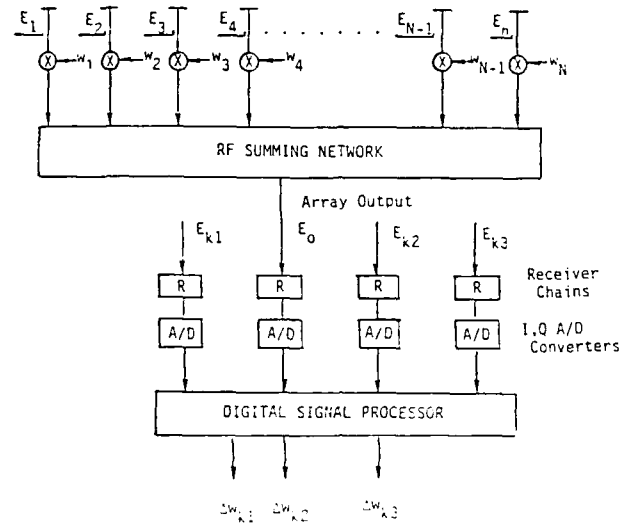 E1 E2 E3 E4 . . . . . . . EN-1 En
X w1 X w2 X w3 X w4 X wN-1 X wN
RF SUMMING NETWORK
Array Output
Ek1 Eo Ek2 Ek3
R R R R Receiver
Chains
A/D A/D A/D A/D I,Q A/D
Converters
DIGITAL SIGNAL PROCESSOR
Δwk1 Δwk2 Δwk3